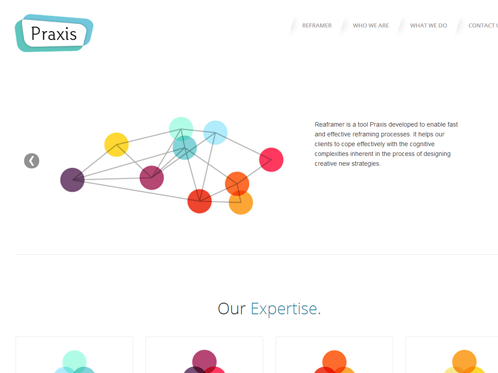 Praxis
REFRAMER
WHO WE ARE
WHAT WE DO
CONTACT U
Reaframer is a tool Praxis developed to enable fast
and effective reframing processes. it helps our
clients to cope effectively with the cognitive
complexities inherent in the process of designing
creative new strategies.
Our Expertise.